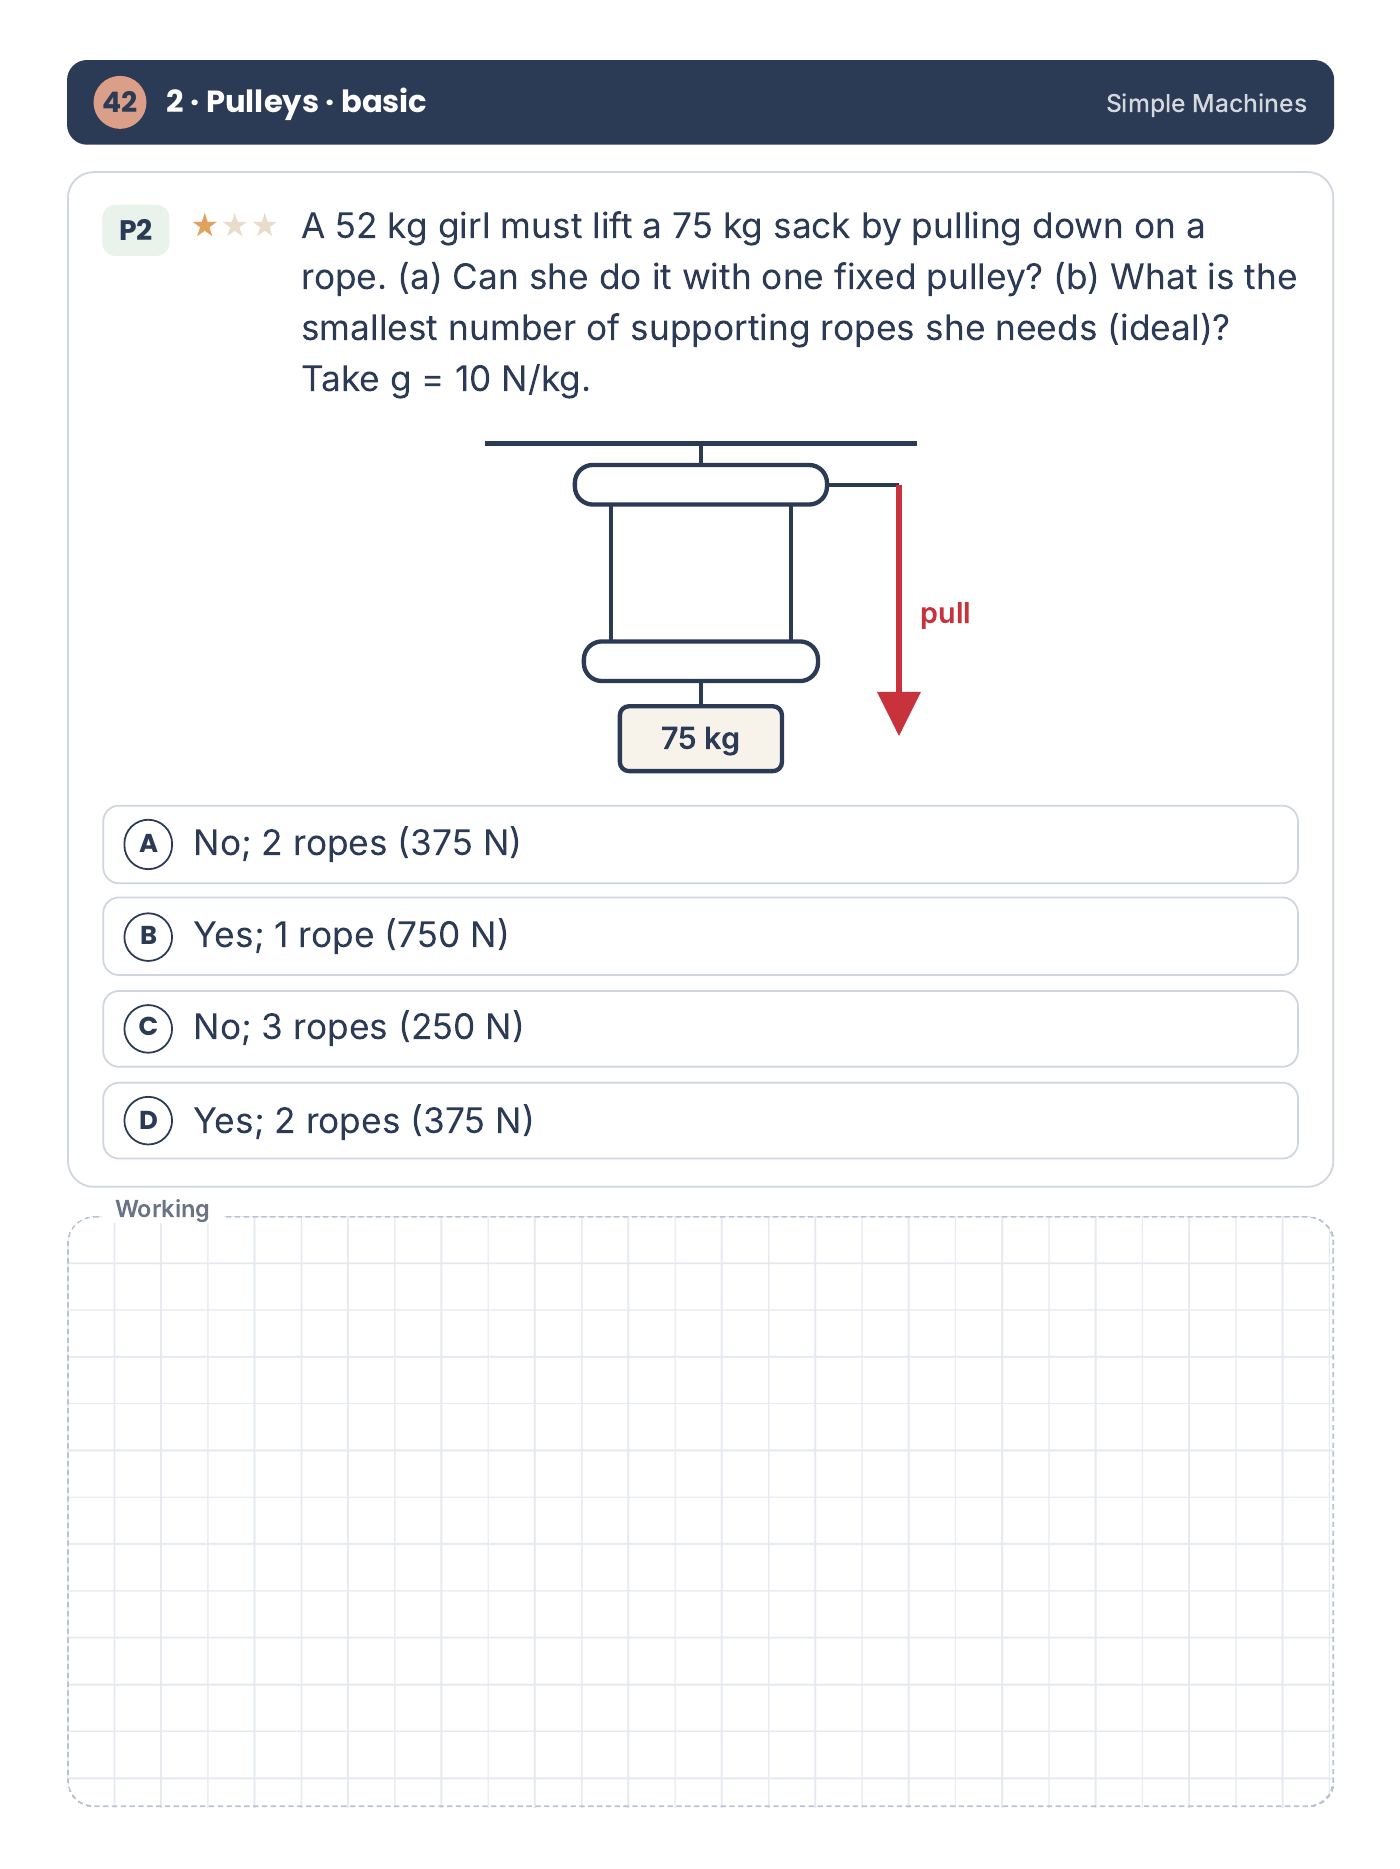 42 2 · Pulleys · basic Simple Machines
P2 ★★★ A 52 kg girl must lift a 75 kg sack by pulling down on a
rope. (a) Can she do it with one fixed pulley? (b) What is the
smallest number of supporting ropes she needs (ideal)?
Take g = 10 N/kg.
pull
75 kg
A No; 2 ropes (375 N)
B Yes; 1 rope (750 N)
C No; 3 ropes (250 N)
D Yes; 2 ropes (375 N)
Working